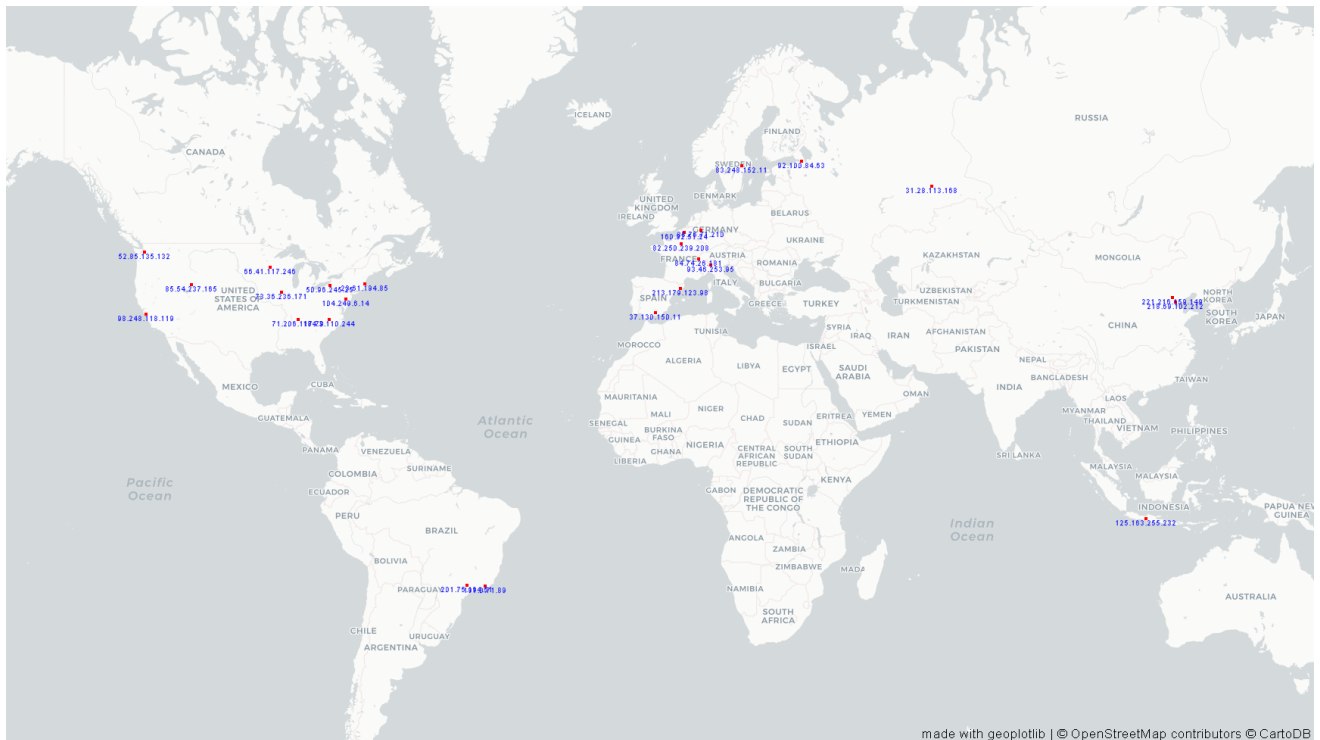 ICELAND
RUSSIA
FINLAND
SWEDEN
92.100.84.53
83.248.152.11
CANADA
31.28.113.168
DENMARK
UNITED
KINGDOM
IRELAND
BELARUS
GERMANY
UKRAINE
82.250.239.208
52.85.135.132
FRANCE
AUSTRIA
KAZAKHSTAN
MONGOLIA
ROMANIA
93.46.253.95
66.41.117.246
ITALY
BULGARIA
85.54.237.165
UNITED
STATES OF
AMERICA
213.179.123.98
SPAIN
UZBEKISTAN
TURKMENISTAN
NORTH
KOREA
104.249.6.14
GREECE
TURKEY
SOUTH
KOREA
JAPAN
98.248.118.119
37.130.150.11
CHINA
TUNISIA
SYRIA
IRAQ
IRAN
AFGHANISTAN
MOROCCO
ISRAEL
PAKISTAN
ALGERIA
LIBYA
EGYPT
SAUDI
ARABIA
NEPAL
BANGLADESH
TAIWAN
MEXICO
CUBA
INDIA
OMAN
MAURITANIA
LAOS
NIGER
MALI
CHAD
SUDAN
ERITREA
YEMEN
MYANMAR
THAILAND
VIETNAM
PHILIPPINES
GUATEMALA
Atlantic
Ocean
SENEGAL
BURKINA
FASO
GUINEA
GHANA
NIGERIA
ETHIOPIA
CENTRAL
AFRICAN
REPUBLIC
SOUTH
SUDAN
PANAMA
VENEZUELA
LIBERIA
SRI LANKA
SURINAME
COLOMBIA
MALAYSIA
MALAYSIA
KENYA
Pacific
Ocean
ECUADOR
GABON
DEMOCRATIC
REPUBLIC OF
THE CONGO
INDONESIA
PAPUA NEW
GUINEA
PERU
BRAZIL
Indian
Ocean
125.163.255.232
ANGOLA
ZAMBIA
BOLIVIA
ZIMBABWE
MADA
PARAGUAY
NAMIBIA
AUSTRALIA
SOUTH
AFRICA
CHILE
URUGUAY
ARGENTINA
made with geoplotlib | © OpenStreetMap contributors © CartoDB